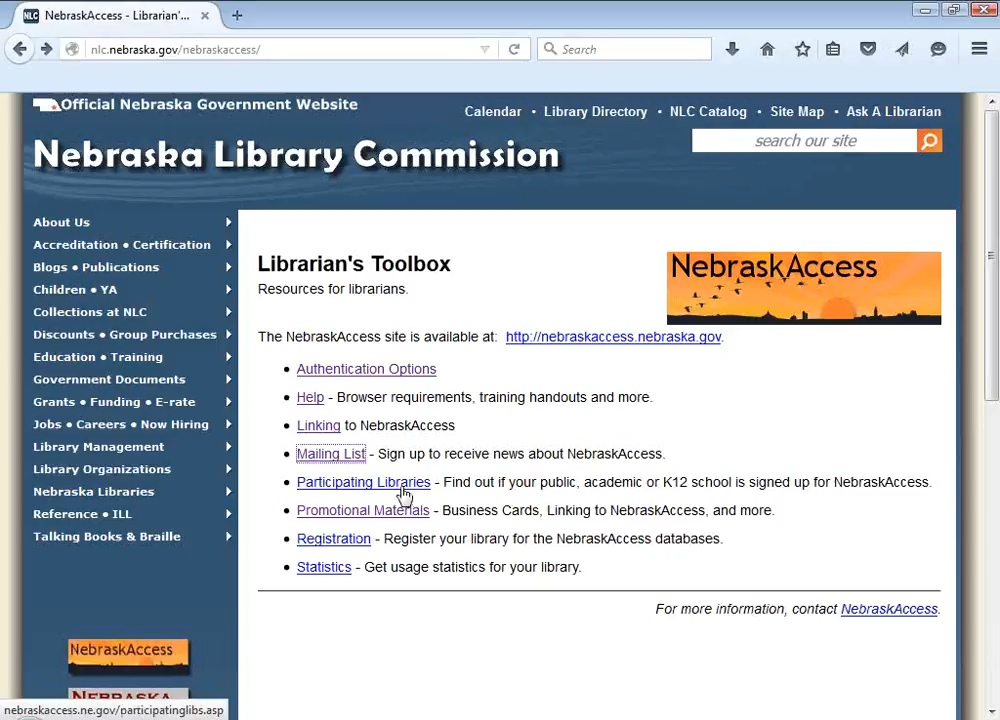 NLC NebraskAccess - Librarian'... × +
nlc.nebraska.gov/nebraskaccess/
Search
Official Nebraska Government Website
Calendar • Library Directory • NLC Catalog • Site Map • Ask A Librarian
Nebraska Library Commission
search our site
About Us
Accreditation • Certification
Blogs • Publications
Children • YA
Collections at NLC
Discounts • Group Purchases
Education • Training
Government Documents
Grants • Funding • E-rate
Jobs • Careers • Now Hiring
Library Management
Library Organizations
Nebraska Libraries
Reference • ILL
Talking Books & Braille
Librarian's Toolbox
Resources for librarians.
NebraskAccess
The NebraskAccess site is available at: http://nebraskaccess.nebraska.gov.
• Authentication Options
• Help - Browser requirements, training handouts and more.
• Linking to NebraskAccess
• Mailing List - Sign up to receive news about NebraskAccess.
• Participating Libraries - Find out if your public, academic or K12 school is signed up for NebraskAccess.
• Promotional Materials - Business Cards, Linking to NebraskAccess, and more.
• Registration - Register your library for the NebraskAccess databases.
• Statistics - Get usage statistics for your library.
For more information, contact NebraskAccess.
NebraskAccess
NEBRASKA
nebraskaccess.ne.gov/participatinglibs.asp